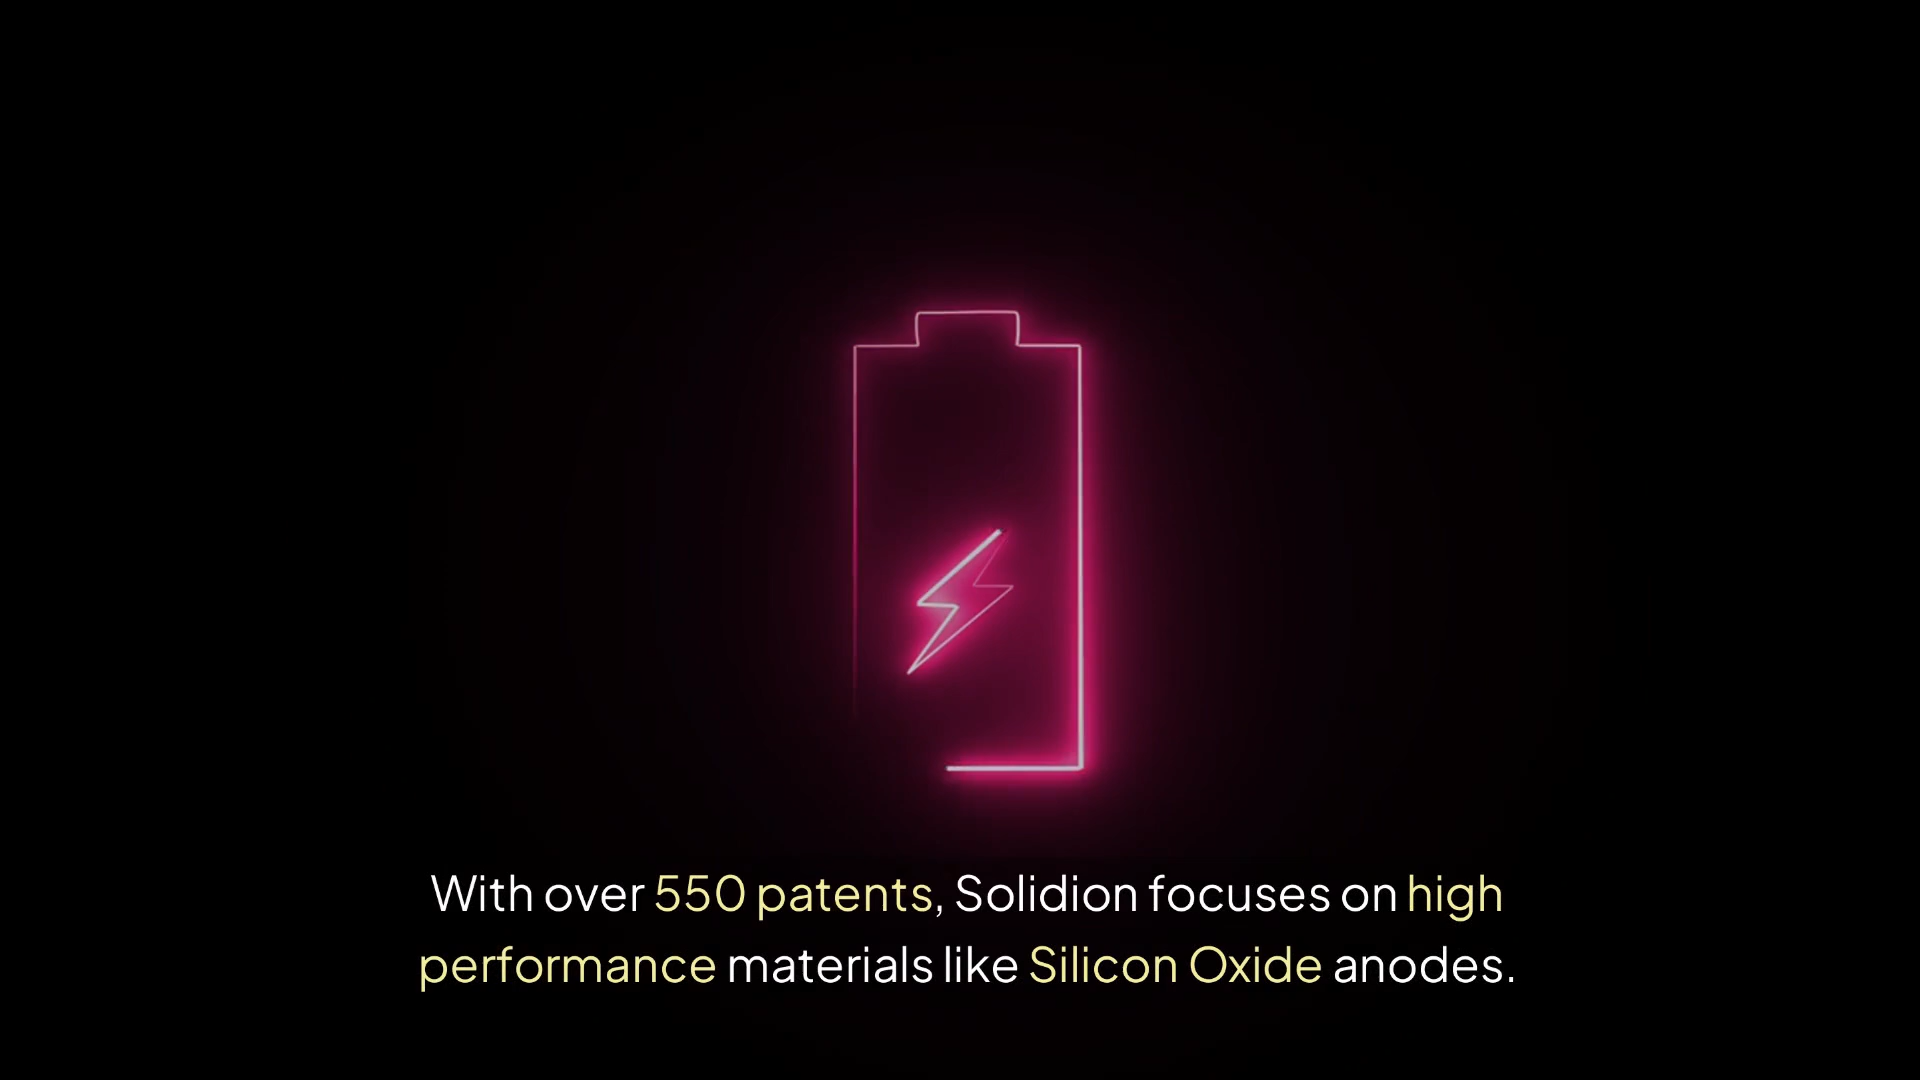 With over 550 patents, Solidion focuses on high
performance materials like Silicon Oxide anodes.